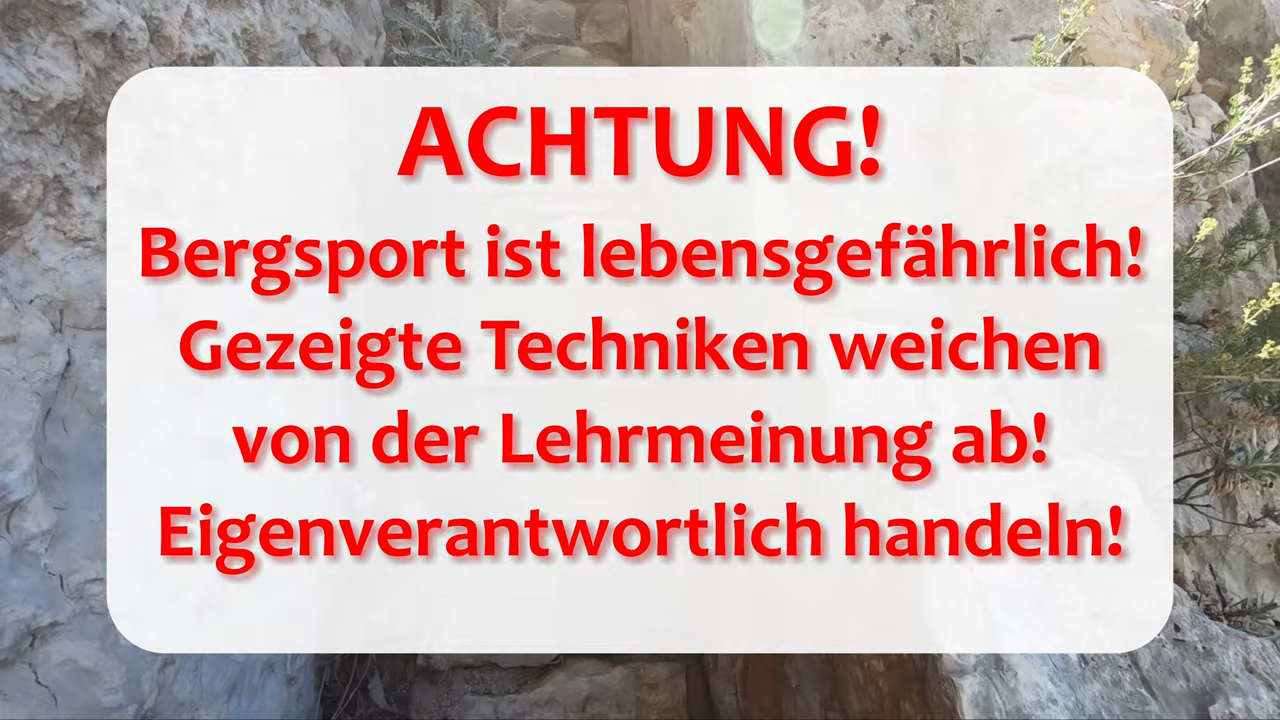 ACHTUNG!
Bergsport ist lebensgefährlich!
Gezeigte Techniken weichen
von der Lehrmeinung ab!
Eigenverantwortlich handeln!